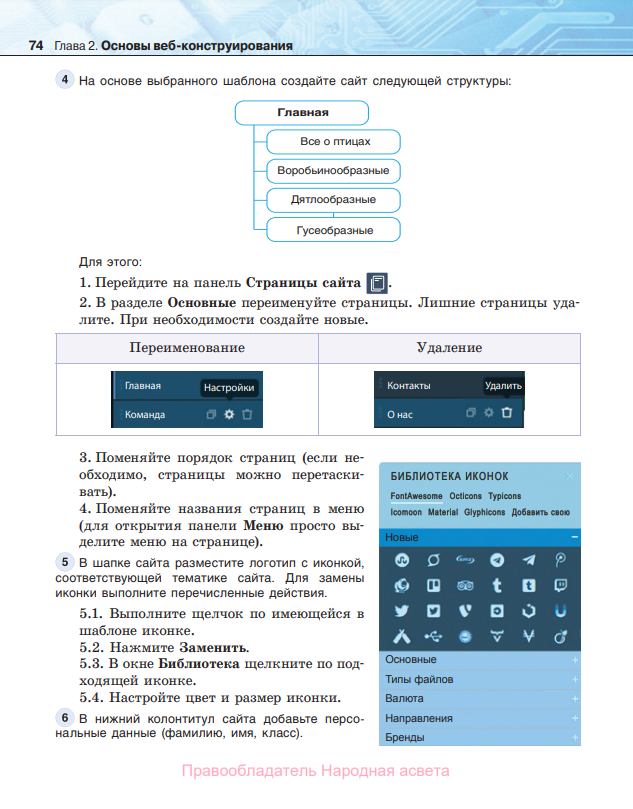 74 Глава 2. Основы веб-конструирования
4 На основе выбранного шаблона создайте сайт следующей структуры:
Главная
Все о птицах
Воробьинообразные
Дятлообразные
Гусеобразные
Для этого:
1. Перейдите на панель Страницы сайта .
2. В разделе Основные переименуйте страницы. Лишние страницы уда-
лите. При необходимости создайте новые.
Переименование Удаление
Главная Настройки
Команда
Контакты Удалить
О нас
3. Поменяйте порядок страниц (если не-
обходимо, страницы можно перетаски-
вать).
4. Поменяйте названия страниц в меню
(для открытия панели Меню просто вы-
делите меню на странице).
5 В шапке сайта разместите логотип с иконкой,
соответствующей тематике сайта. Для замены
иконки выполните перечисленные действия.
5.1. Выполните щелчок по имеющейся в
шаблоне иконке.
5.2. Нажмите Заменить.
5.3. В окне Библиотека щелкните по под-
ходящей иконке.
5.4. Настройте цвет и размер иконки.
6 В нижний колонтитул сайта добавьте персо-
нальные данные (фамилию, имя, класс).
БИБЛИОТЕКА ИКОНОК
FontAwesome Octicons Typicons
Icomoon Material Glyphicons Добавить свою
Новые
Основные
Типы файлов
Валюта
Направления
Бренды
Правообладатель Народная асвета